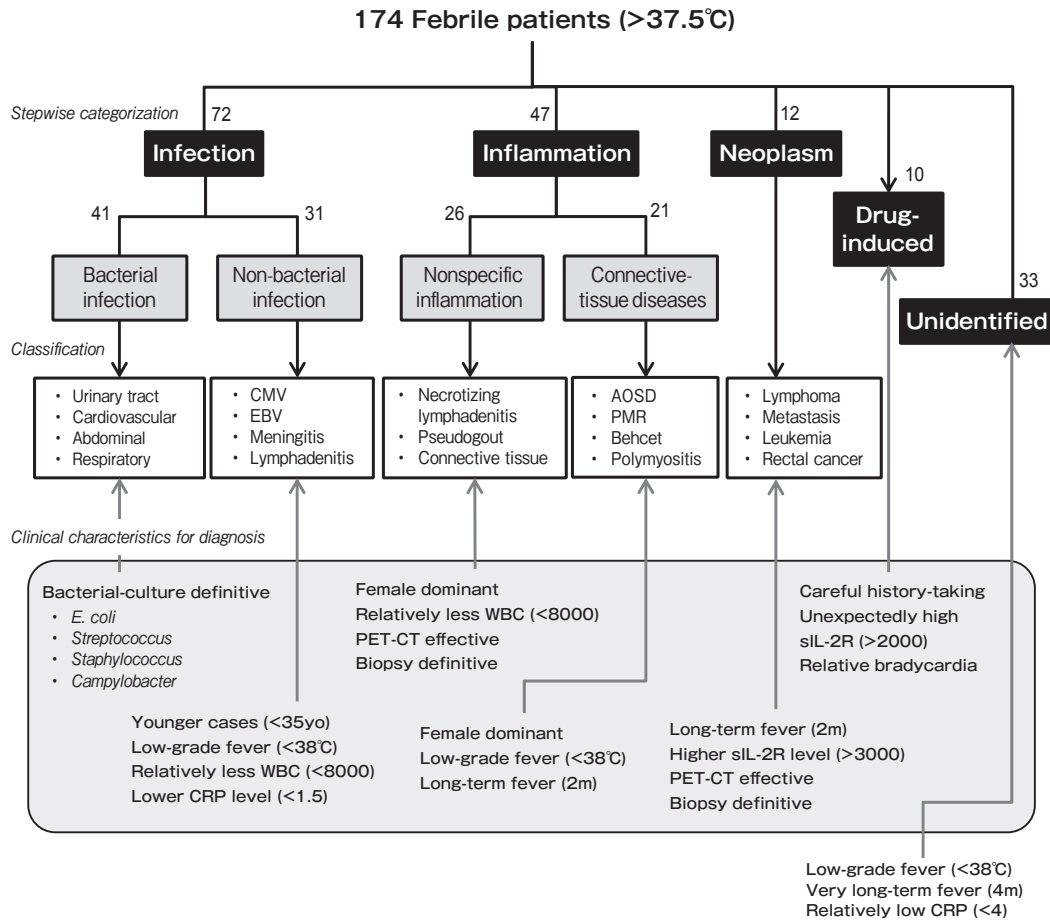 174 Febrile patients (>37.5℃)
Stepwise categorization
72
47
12
Infection
Inflammation
Neoplasm
10
Drug-
induced
41
31
26
21
Bacterial
infection
Non-bacterial
infection
Nonspecific
inflammation
Connective-
tissue diseases
33
Unidentified
Classification
• Urinary tract
• Cardiovascular
• Abdominal
• Respiratory
• CMV
• EBV
• Meningitis
• Lymphadenitis
• Necrotizing
lymphadenitis
• Pseudogout
• Connective tissue
• AOSD
• PMR
• Behcet
• Polymyositis
• Lymphoma
• Metastasis
• Leukemia
• Rectal cancer
Clinical characteristics for diagnosis
Bacterial-culture definitive
• E. coli
• Streptococcus
• Staphylococcus
• Campylobacter
Younger cases (<35yo)
Low-grade fever (<38℃)
Relatively less WBC (<8000)
Lower CRP level (<1.5)
Female dominant
Relatively less WBC (<8000)
PET-CT effective
Biopsy definitive
Female dominant
Low-grade fever (<38℃)
Long-term fever (2m)
Long-term fever (2m)
Higher sIL-2R level (>3000)
PET-CT effective
Biopsy definitive
Careful history-taking
Unexpectedly high
sIL-2R (>2000)
Relative bradycardia
Low-grade fever (<38℃)
Very long-term fever (4m)
Relatively low CRP (<4)